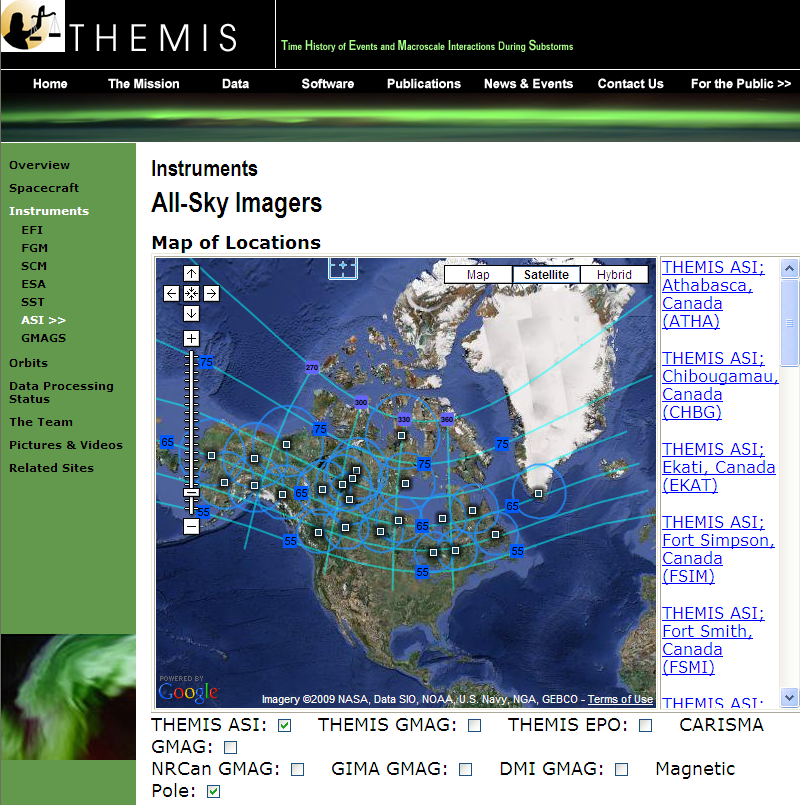 THEMIS
Time History of Events and Macroscale Interactions During Substorms
Home The Mission Data Software Publications News & Events Contact Us For the Public >>
Overview
Spacecraft
Instruments
EFI
FGM
SCM
ESA
SST
ASI >>
GMAGS
Orbits
Data Processing
Status
The Team
Pictures & Videos
Related Sites
Instruments
All-Sky Imagers
Map of Locations
Map Satellite Hybrid
75
270
300
330
360
75
65
75
75
65
65
65
55
55
55
55
POWERED BY
Google
Imagery ©2009 NASA, Data SIO, NOAA, U.S. Navy, NGA, GEBCO - Terms of Use
THEMIS ASI;
Athabasca,
Canada
(ATHA)
THEMIS ASI;
Chibougamau,
Canada
(CHBG)
THEMIS ASI;
Ekati, Canada
(EKAT)
THEMIS ASI;
Fort Simpson,
Canada
(FSIM)
THEMIS ASI;
Fort Smith,
Canada
(FSMI)
THEMIS ASI;
THEMIS ASI: THEMIS GMAG: THEMIS EPO: CARISMA
GMAG:
NRCan GMAG: GIMA GMAG: DMI GMAG: Magnetic
Pole: